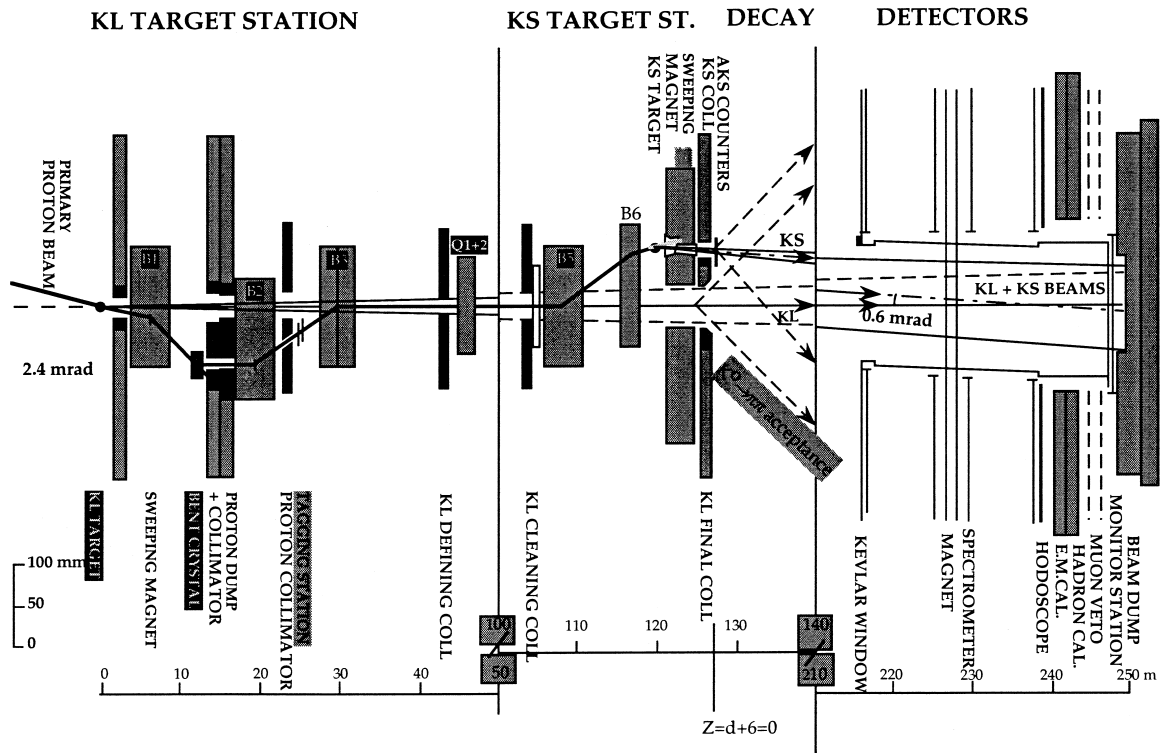 KL TARGET STATION
KS TARGET ST.
DECAY
DETECTORS
PRIMARY
PROTON BEAM
2.4 mrad
B1
B2
B3
Q1+2
B5
B6
KS TARGET
SWEEPING
MAGNET
KS COLL
AKS COUNTERS
KS
KL
KL + KS BEAMS
0.6 mrad
acceptance
KL TARGET
SWEEPING MAGNET
BENT CRYSTAL
PROTON DUMP
+ COLLIMATOR
TAGGING STATION
PROTON COLLIMATOR
KL DEFINING COLL
KL CLEANING COLL
KL FINAL COLL
KEVLAR WINDOW
MAGNET
SPECTROMETER
HODOSCOPE
E.M.CAL.
HADRON CAL.
MUON VETO
MONITOR STATION
BEAM DUMP
100 mm
50
0
0 10 20 30 40 50
100 110 120 130 140
210 220 230 240 250 m
Z=d+6=0